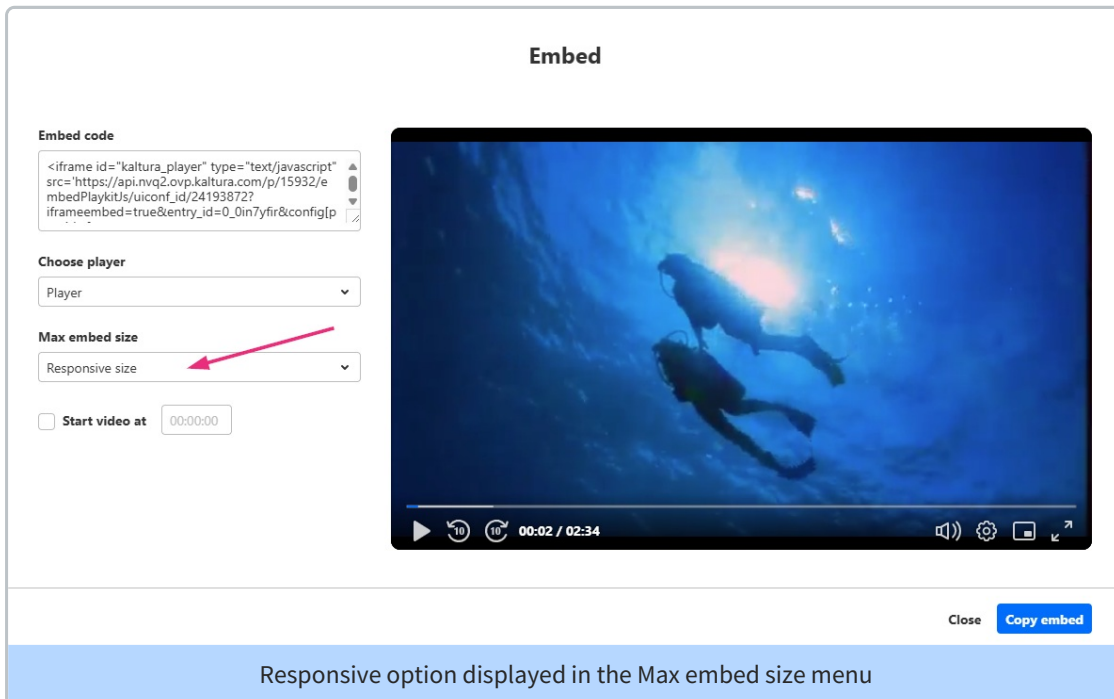 Embed
Embed code
<iframe id="kaltura_player" type="text/javascript"
src='https://api.nvq2.ovp.kaltura.com/p/15932/e
mbedPlaykitJs/uiconf_id/24193872?
iframeembed=true&entry_id=0_0in7yfir&config[p
Choose player
Player
Max embed size
Responsive size
Start video at 00:00:00
10 10 00:02 / 02:34
Close Copy embed
Responsive option displayed in the Max embed size menu